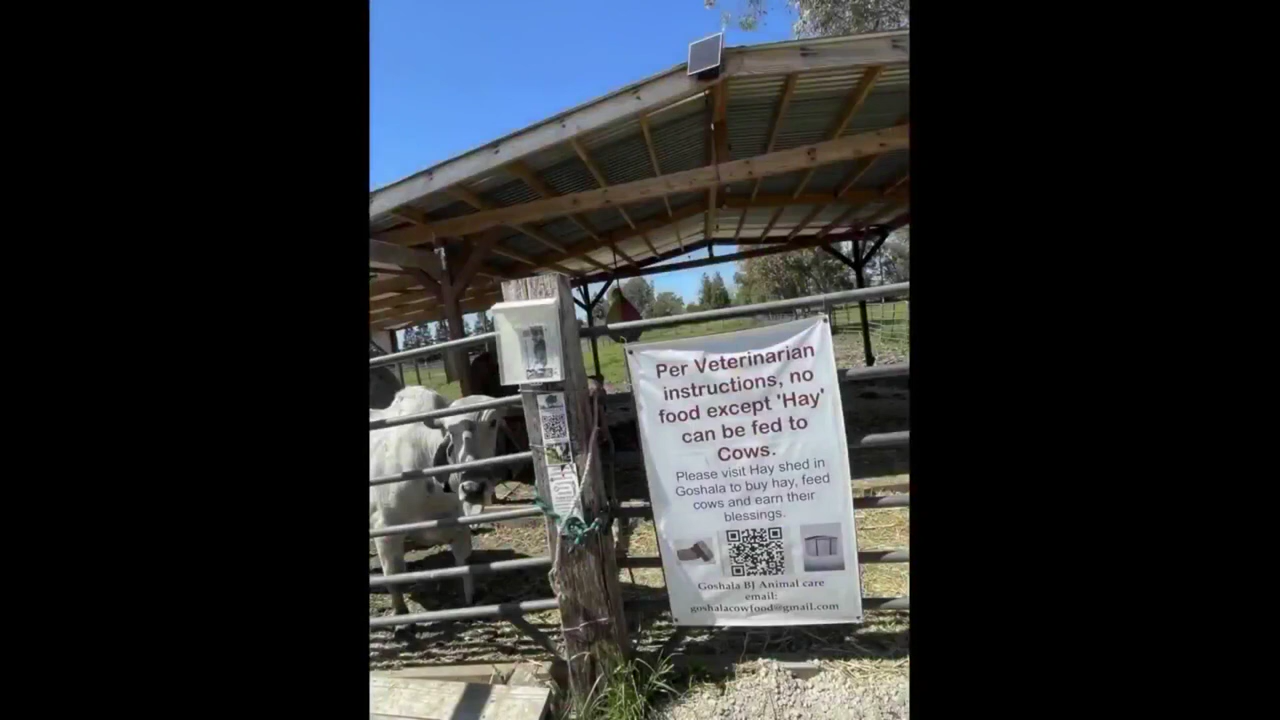 Per Veterinarian
instructions, no
food except 'Hay'
can be fed to
Cows.
Please visit Hay shed in
Goshala to buy hay, feed
cows and earn their
blessings.
Goshala BJ Animal care
email:
goshalacowfood@gmail.com